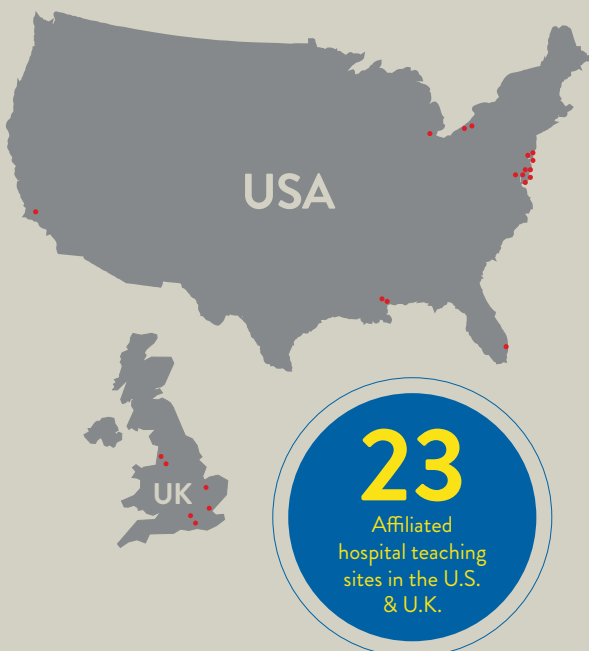 USA
UK
23
Affiliated
hospital teaching
sites in the U.S.
& U.K.